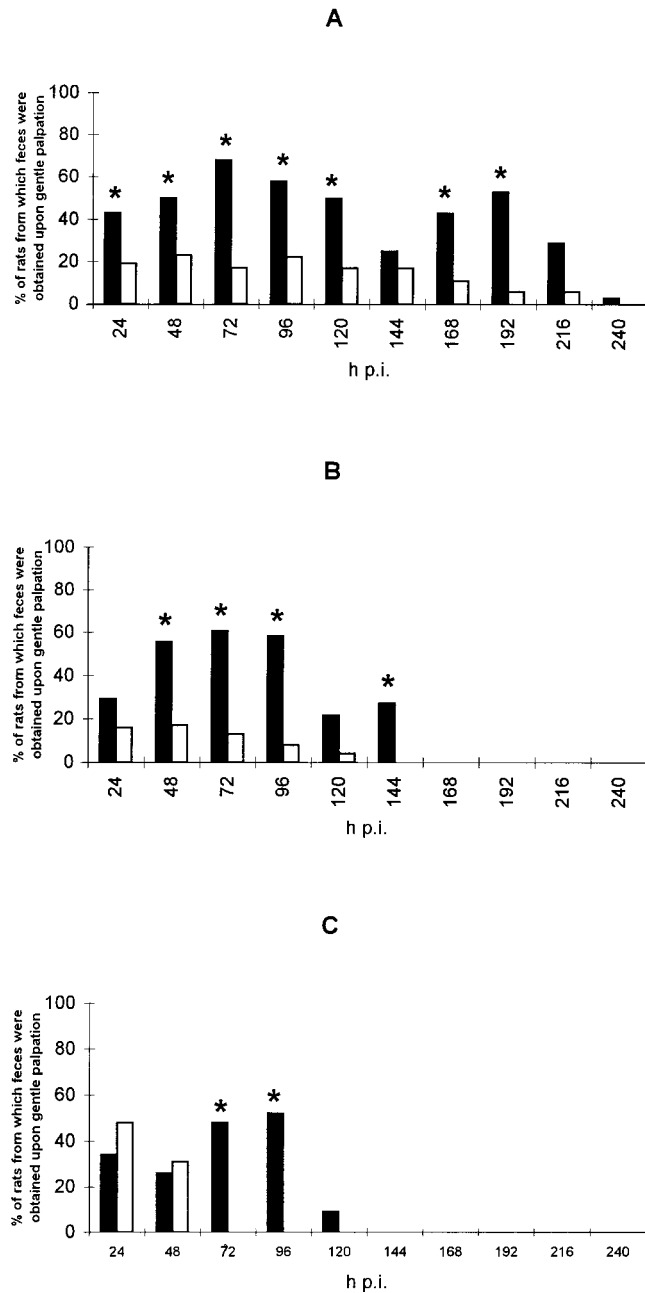 A
% of rats from which feces were
obtained upon gentle palpation
100
80
60
40
20
0
* * * * * * *
24 48 72 96 120 144 168 192 216 240
h p.i.
B
% of rats from which feces were
obtained upon gentle palpation
100
80
60
40
20
0
* * * *
24 48 72 96 120 144 168 192 216 240
h p.i.
C
% of rats from which feces were
obtained upon gentle palpation
100
80
60
40
20
0
* *
24 48 72 96 120 144 168 192 216 240
h p.i.